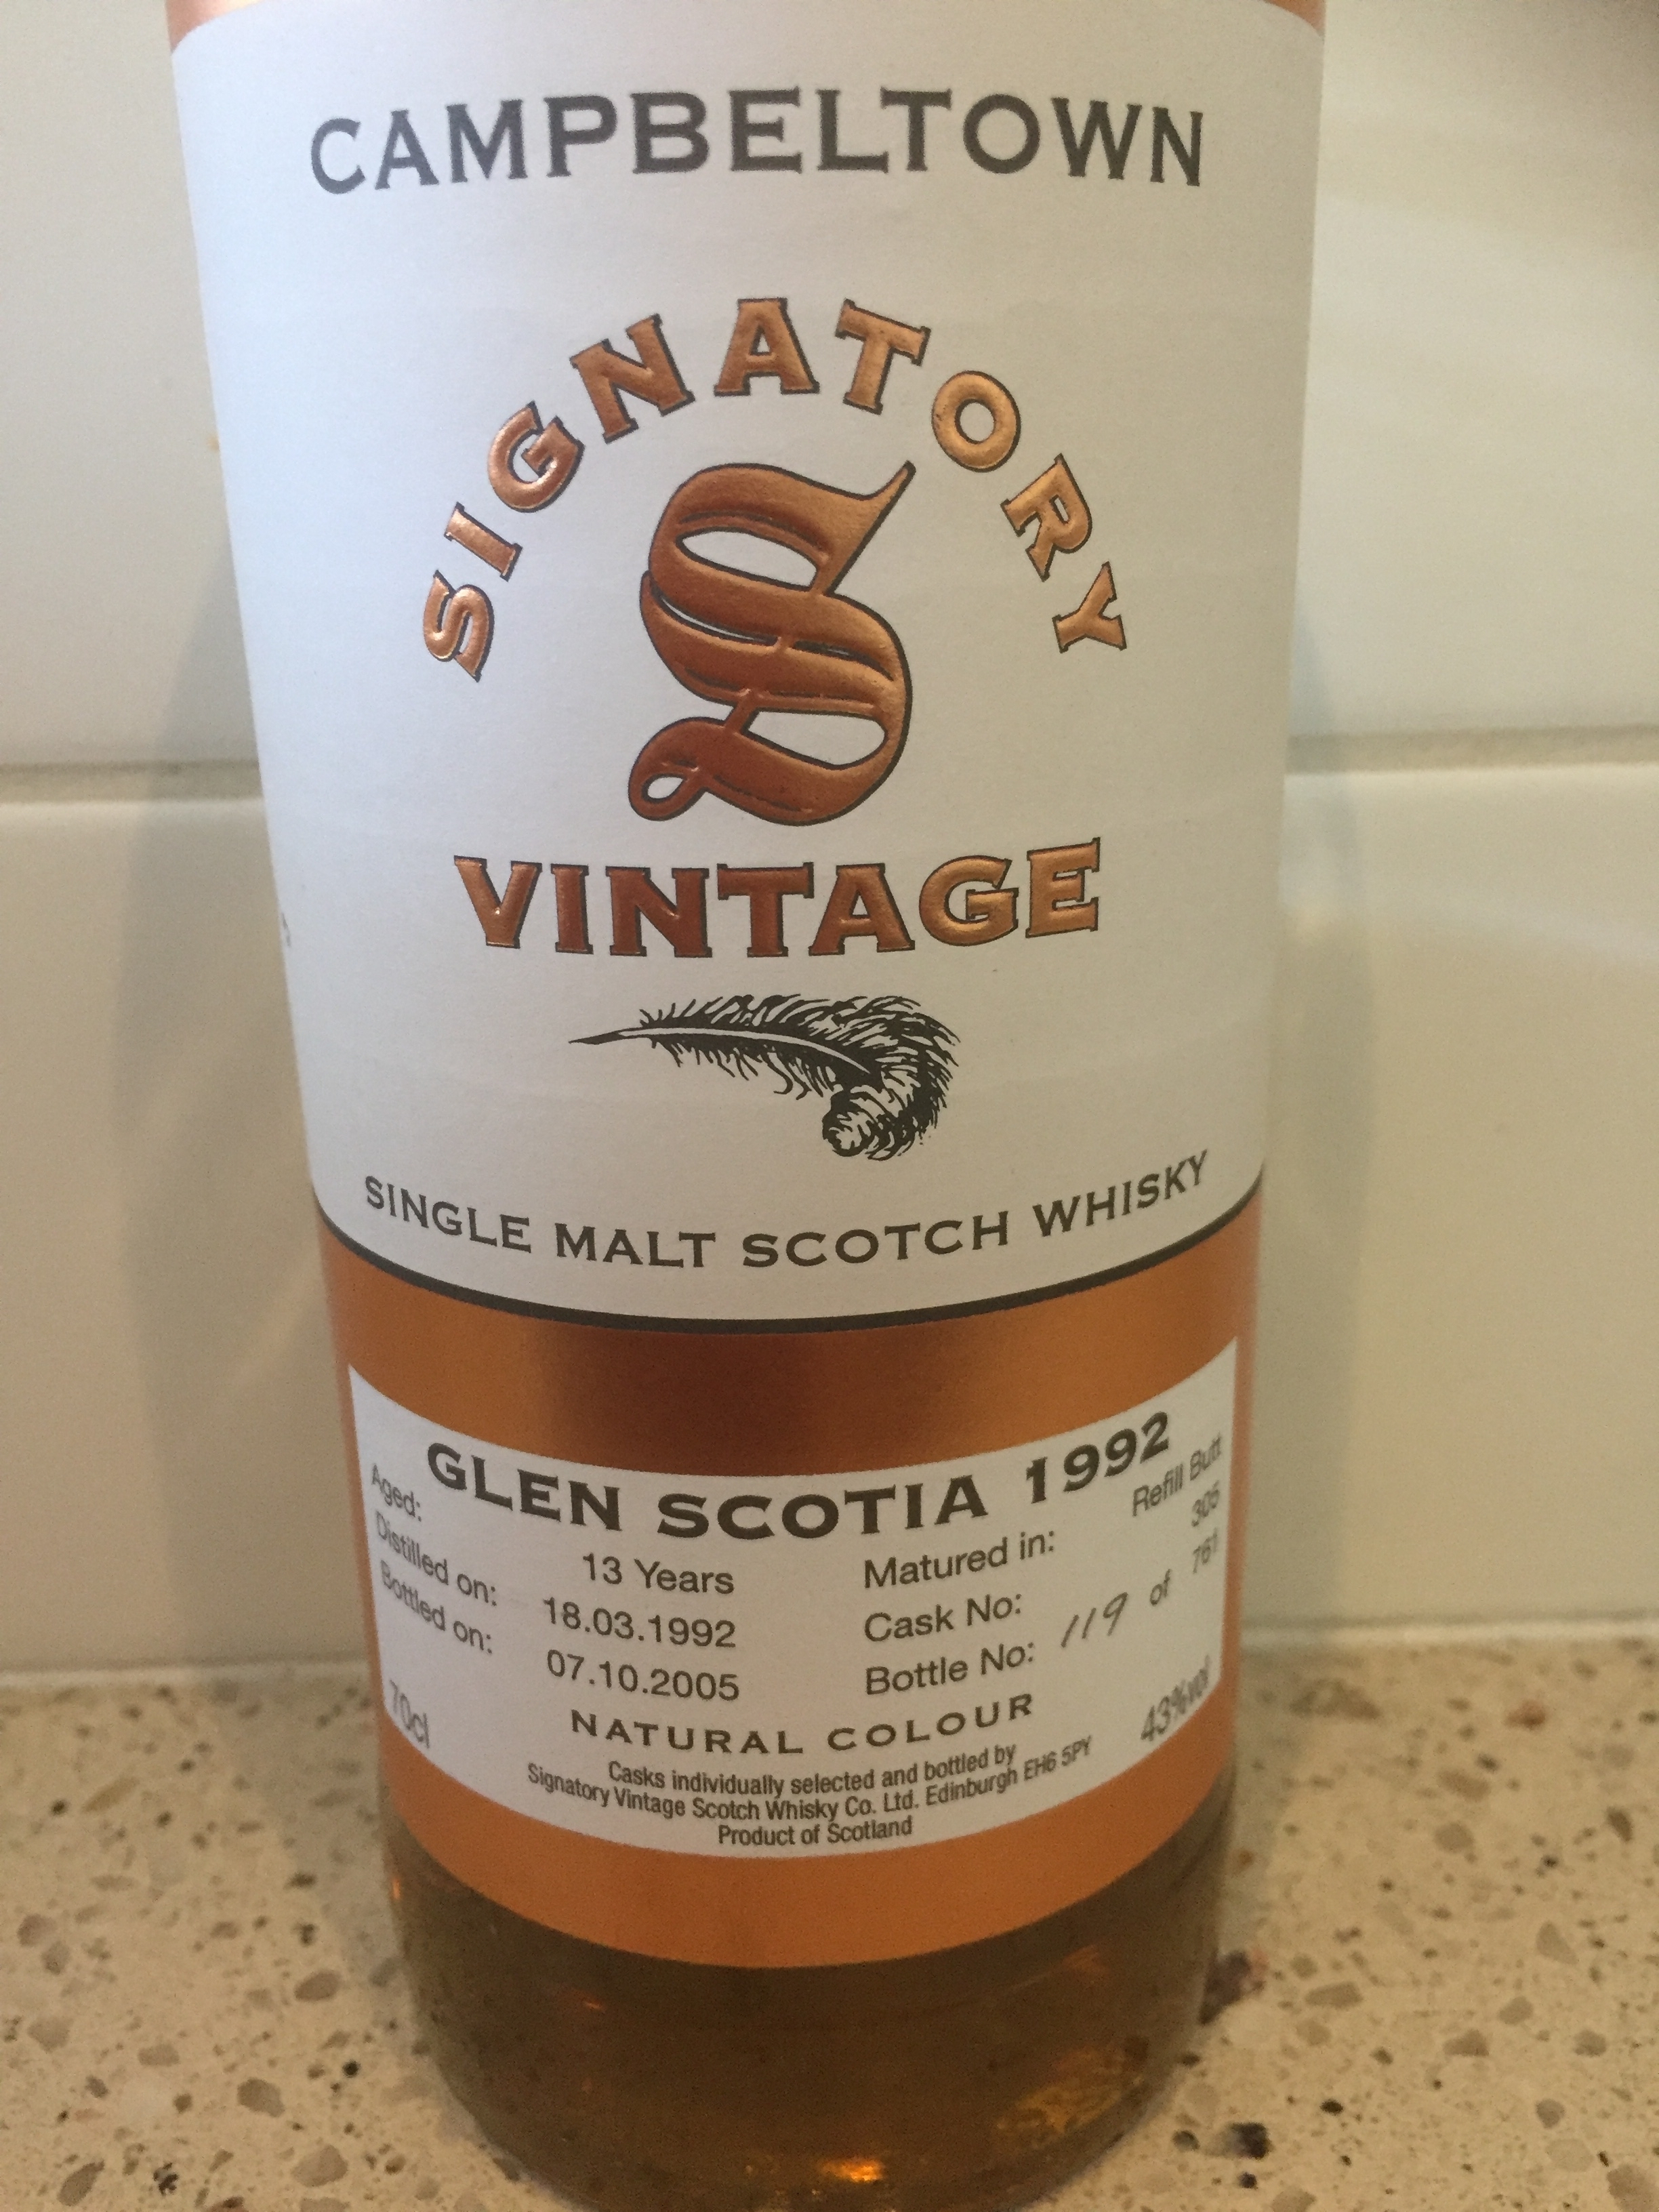 CAMPBELTOWN
SIGNATORY
S
VINTAGE
SINGLE MALT SCOTCH WHISKY
GLEN SCOTIA 1992
Aged: 13 Years
Distilled on: 18.03.1992
Bottled on: 07.10.2005
Matured in: Refill Butt
Cask No: 305
Bottle No: 119 of 761
70cl
NATURAL COLOUR
43%vol
Casks individually selected and bottled by
Signatory Vintage Scotch Whisky Co. Ltd. Edinburgh EH6 5PY
Product of Scotland